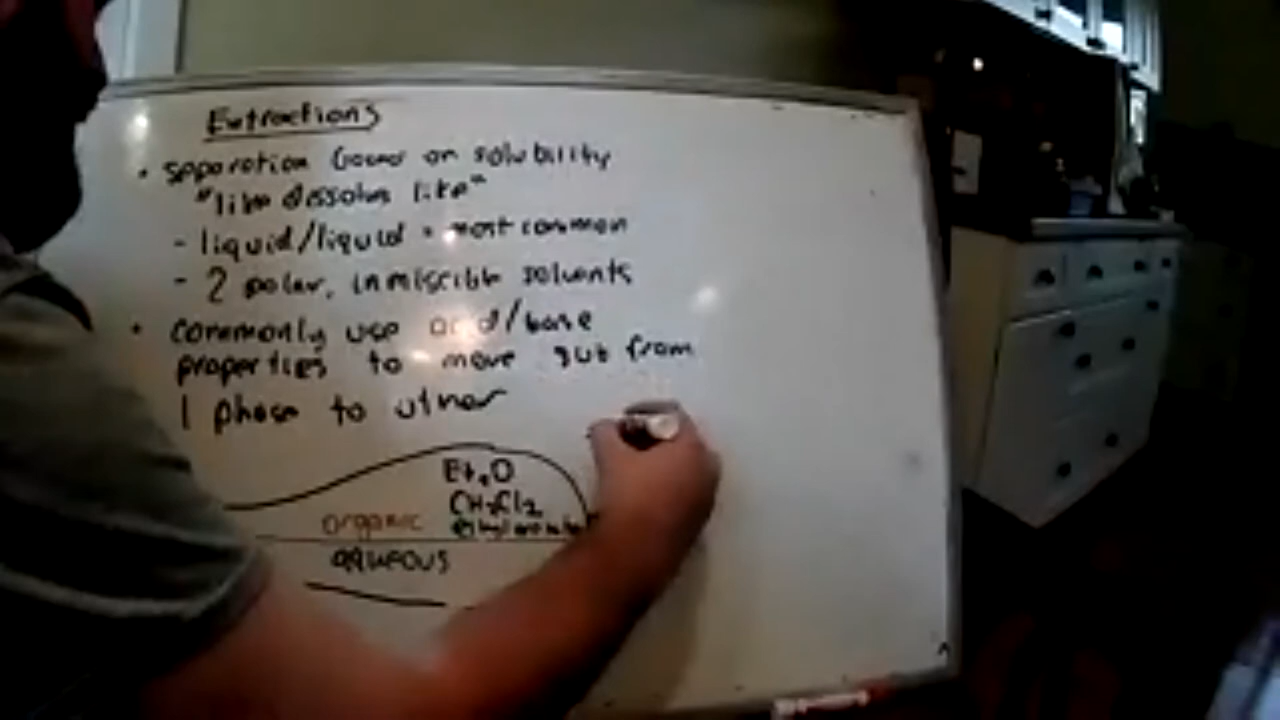 Extractions
• separation based on solubility
"like dissolves like"
- liquid/liquid · most common
- 2 polar, immiscible solvents
• commonly use acid/base
properties to move from
1 phase to other
Et2O
CH2Cl2
organic
aqueous